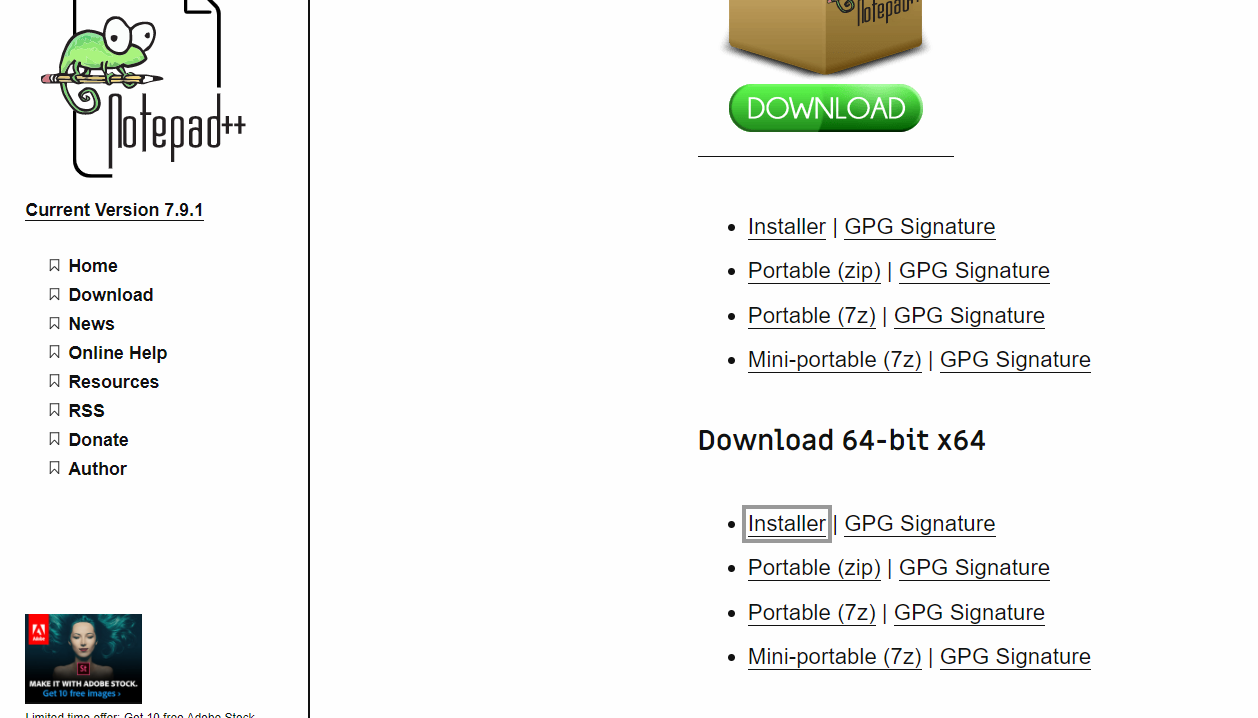 Notepad++
Current Version 7.9.1
Home
Download
News
Online Help
Resources
RSS
Donate
Author
Adobe
St
MAKE IT WITH ADOBE STOCK.
Get 10 free images ›
Limited time offer: Get 10 free Adobe Stock
Notepad++
DOWNLOAD
Installer | GPG Signature
Portable (zip) | GPG Signature
Portable (7z) | GPG Signature
Mini-portable (7z) | GPG Signature
Download 64-bit x64
Installer | GPG Signature
Portable (zip) | GPG Signature
Portable (7z) | GPG Signature
Mini-portable (7z) | GPG Signature